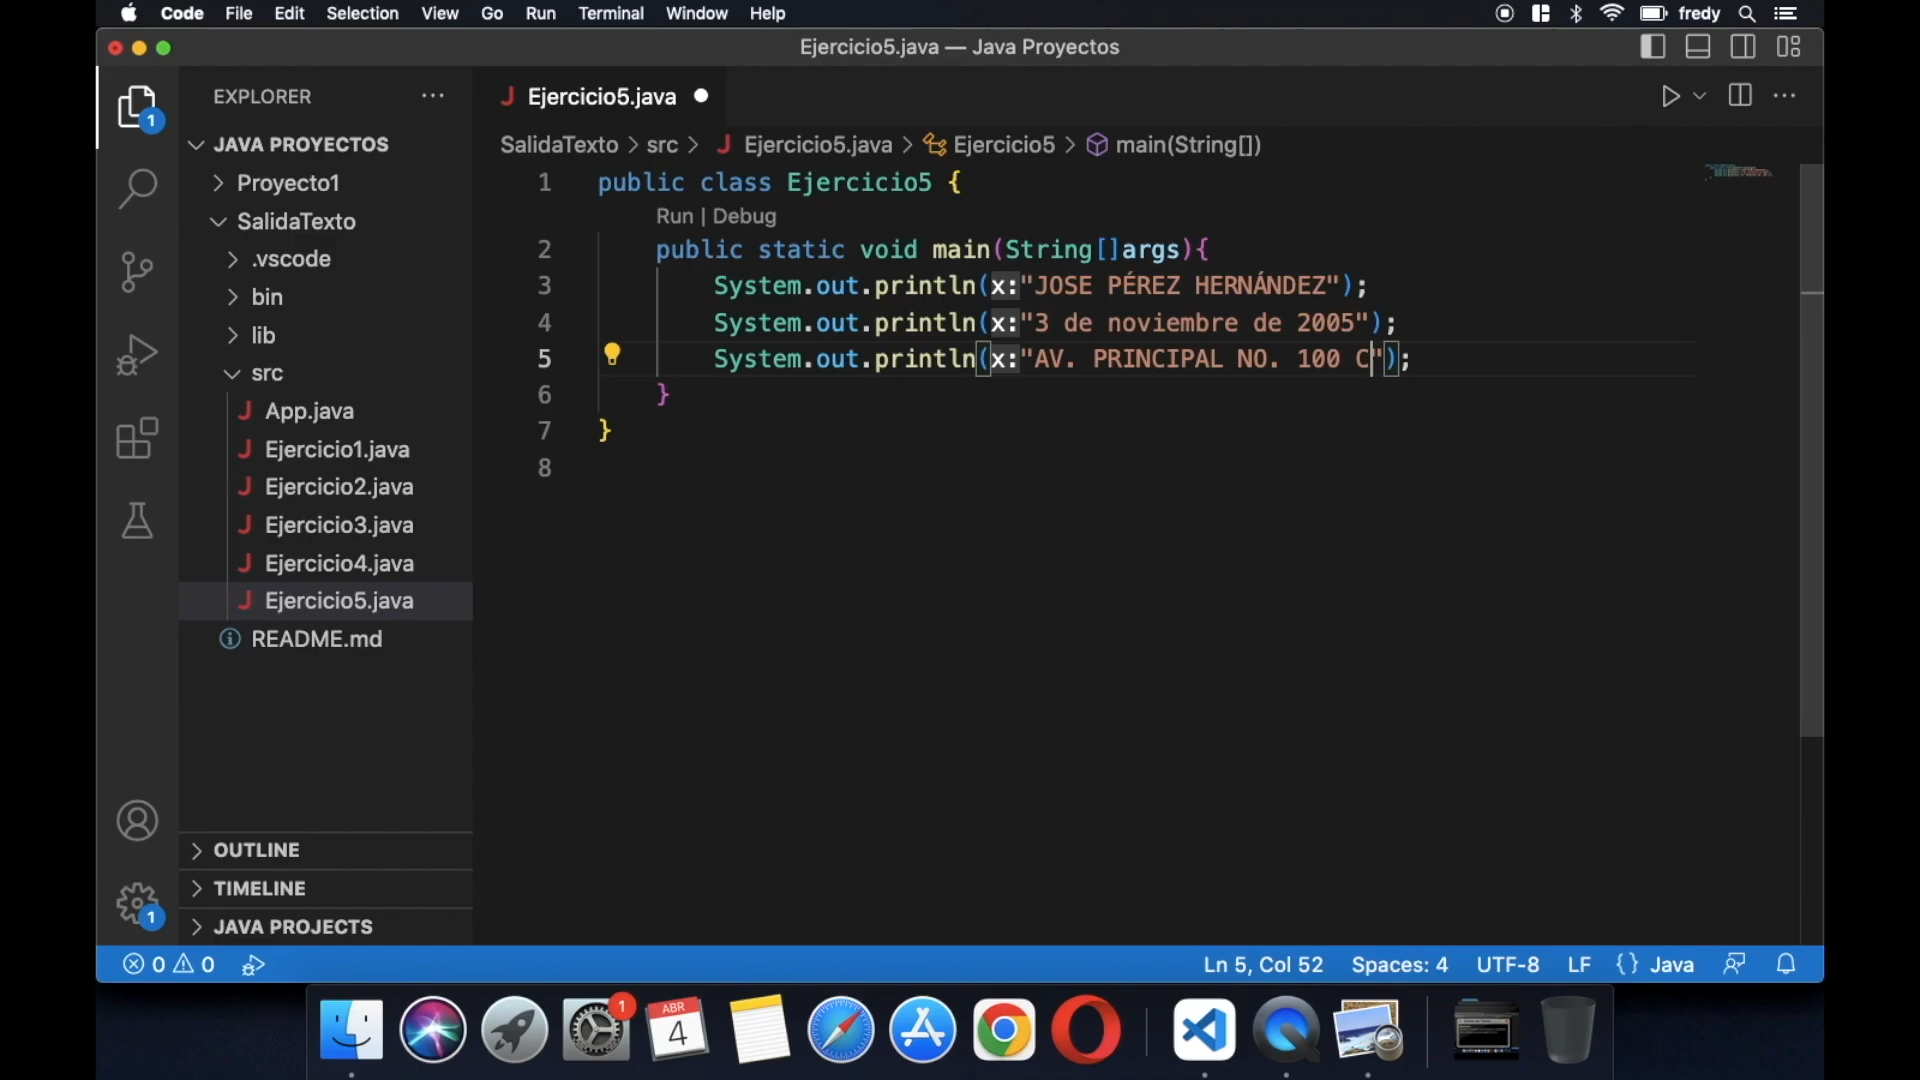 Code File Edit Selection View Go Run Terminal Window Help fredy
Ejercicio5.java — Java Proyectos
EXPLORER ···
J Ejercicio5.java
1
SalidaTexto > src > J Ejercicio5.java > Ejercicio5 > main(String[])
JAVA PROYECTOS
Proyecto1
SalidaTexto
.vscode
bin
lib
src
J App.java
J Ejercicio1.java
J Ejercicio2.java
J Ejercicio3.java
J Ejercicio4.java
J Ejercicio5.java
README.md
1 public class Ejercicio5 {
Run | Debug
2 public static void main(String[]args){
3 System.out.println(x:"JOSE PÉREZ HERNÁNDEZ");
4 System.out.println(x:"3 de noviembre de 2005");
5 System.out.println(x:"AV. PRINCIPAL NO. 100 C");
6 }
7 }
8
OUTLINE
TIMELINE
JAVA PROJECTS
1
0 0 Ln 5, Col 52 Spaces: 4 UTF-8 LF {} Java
1
ABR
4